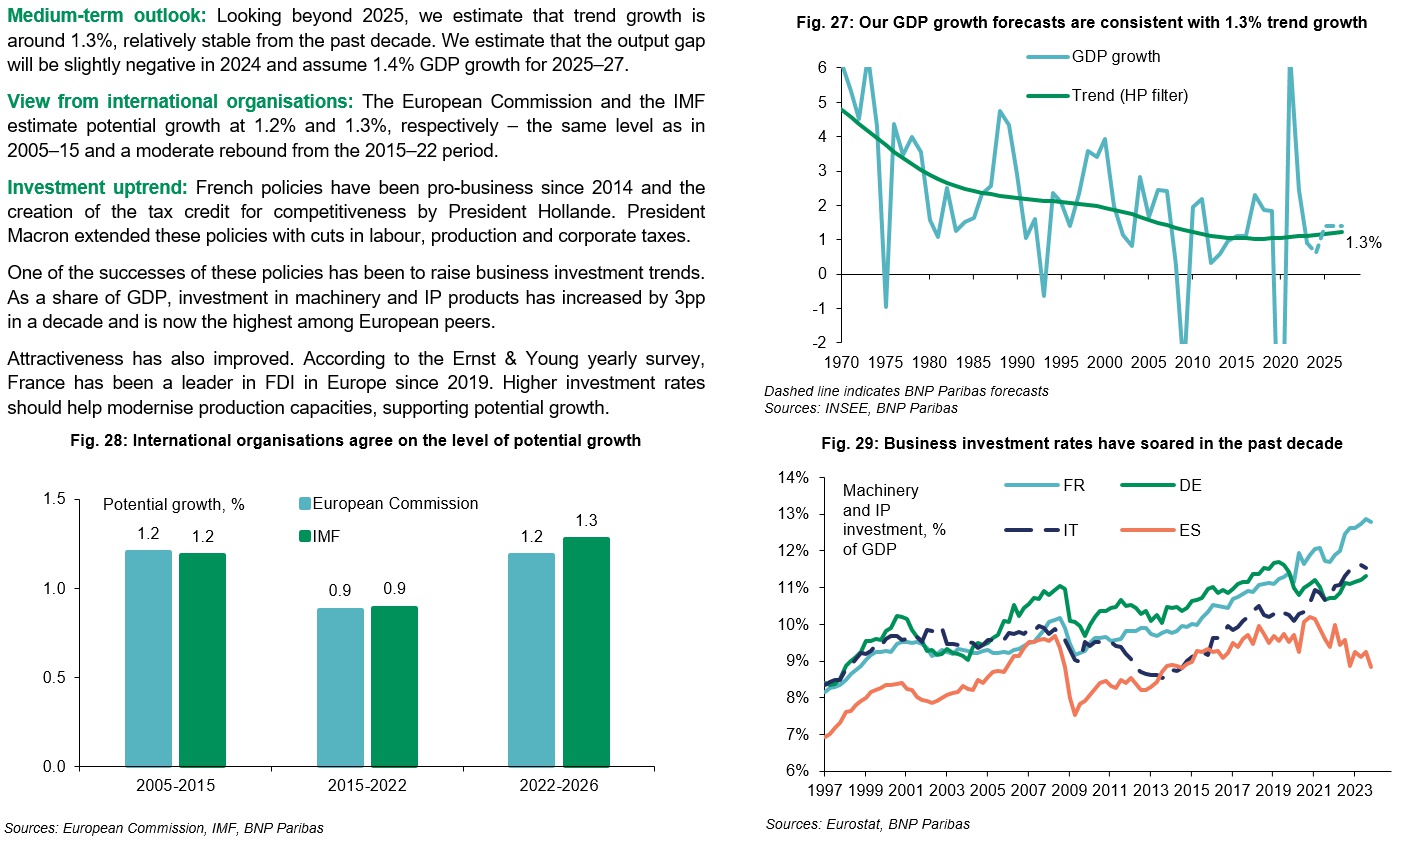 Medium-term outlook: Looking beyond 2025, we estimate that trend growth is
around 1.3%, relatively stable from the past decade. We estimate that the output gap
will be slightly negative in 2024 and assume 1.4% GDP growth for 2025–27.
View from international organisations: The European Commission and the IMF
estimate potential growth at 1.2% and 1.3%, respectively – the same level as in
2005–15 and a moderate rebound from the 2015–22 period.
Investment uptrend: French policies have been pro-business since 2014 and the
creation of the tax credit for competitiveness by President Hollande. President
Macron extended these policies with cuts in labour, production and corporate taxes.
One of the successes of these policies has been to raise business investment trends.
As a share of GDP, investment in machinery and IP products has increased by 3pp
in a decade and is now the highest among European peers.
Attractiveness has also improved. According to the Ernst & Young yearly survey,
France has been a leader in FDI in Europe since 2019. Higher investment rates
should help modernise production capacities, supporting potential growth.
Fig. 27: Our GDP growth forecasts are consistent with 1.3% trend growth
GDP growth
Trend (HP filter)
6
5
4
3
2
1
0
-1
-2
1.3%
1970 1975 1980 1985 1990 1995 2000 2005 2010 2015 2020 2025
Dashed line indicates BNP Paribas forecasts
Sources: INSEE, BNP Paribas
Fig. 28: International organisations agree on the level of potential growth
Potential growth, %
European Commission
IMF
1.5
1.0
0.5
0.0
1.2 1.2
0.9 0.9
1.2 1.3
2005-2015 2015-2022 2022-2026
Sources: European Commission, IMF, BNP Paribas
Fig. 29: Business investment rates have soared in the past decade
Machinery
and IP
investment, %
of GDP
FR DE
IT ES
14%
13%
12%
11%
10%
9%
8%
7%
6%
1997 1999 2001 2003 2005 2007 2009 2011 2013 2015 2017 2019 2021 2023
Sources: Eurostat, BNP Paribas